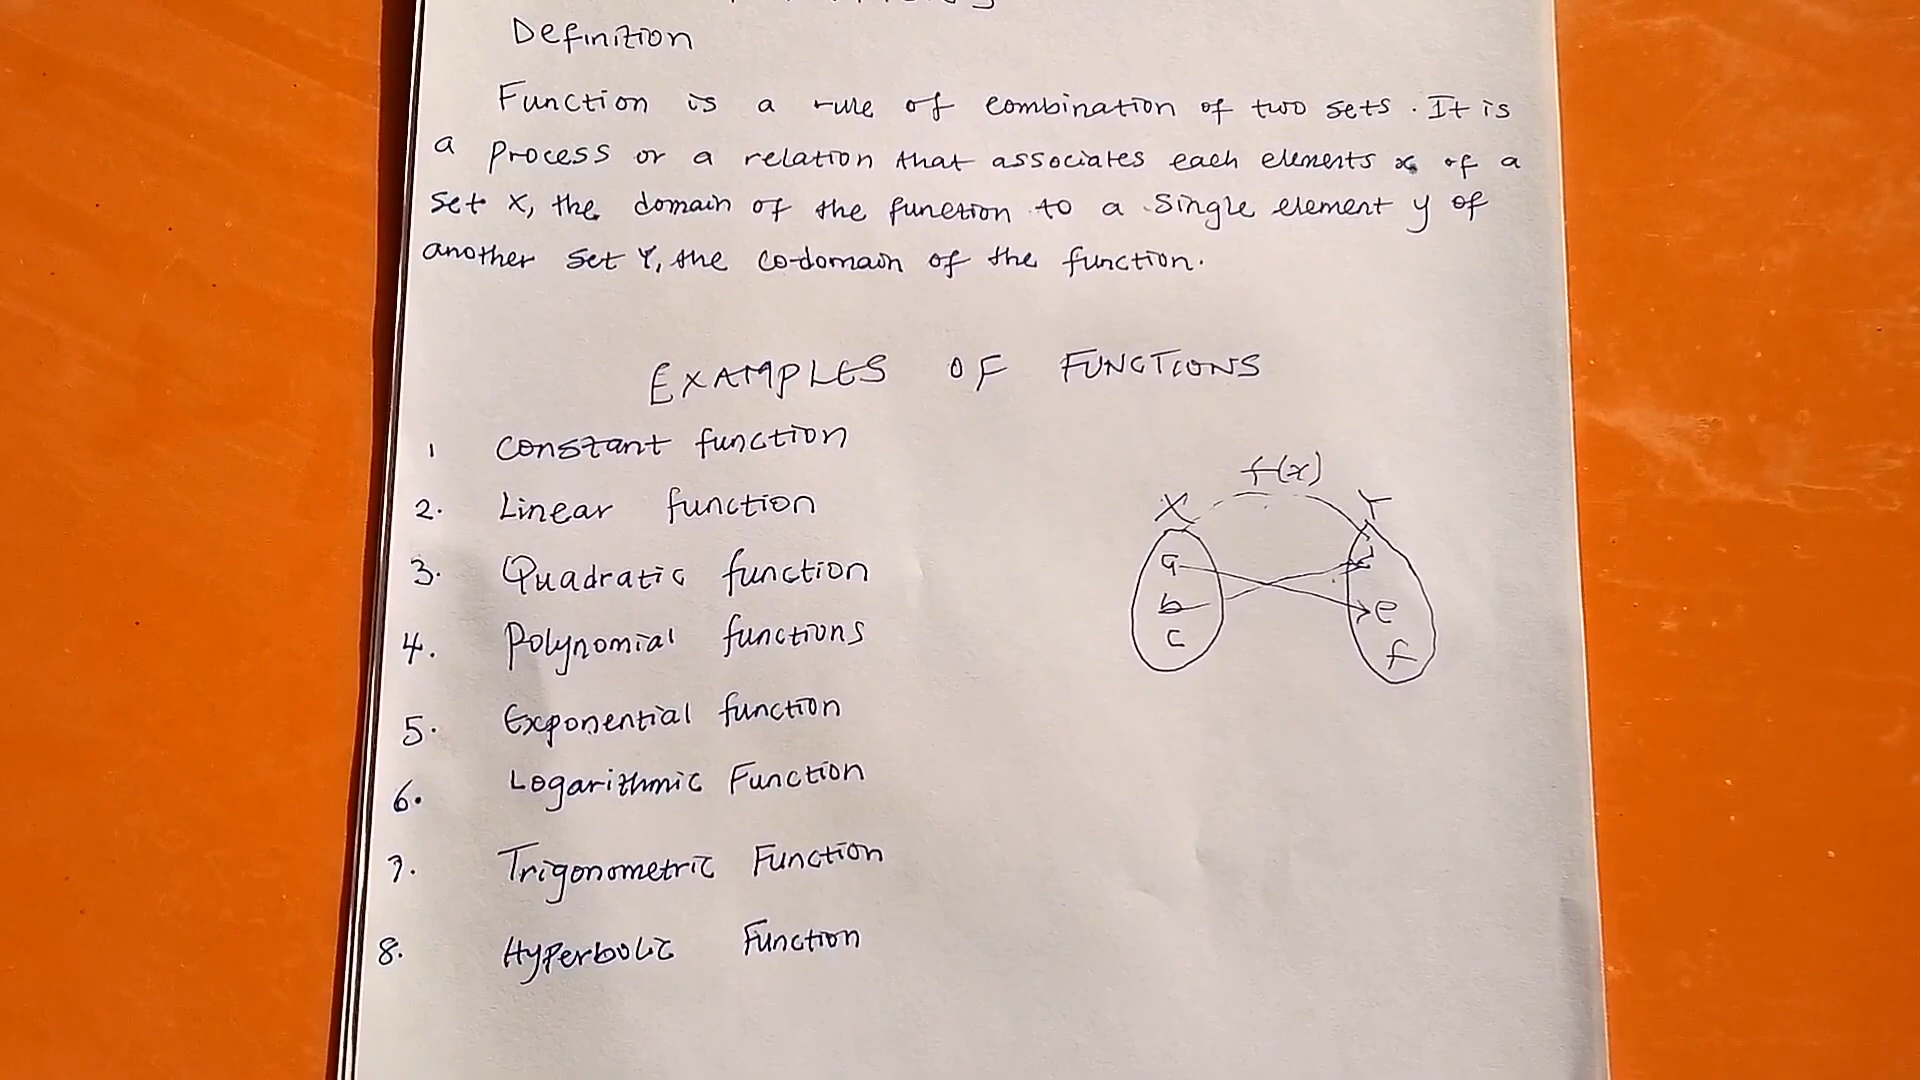 Definition
Function is a rule of combination of two sets. It is
a process or a relation that associates each elements x of a
set X, the domain of the function to a single element y of
another set Y, the co-domain of the function.
EXAMPLES OF FUNCTIONS
1 Constant function
2. Linear function
3. Quadratic function
4. Polynomial functions
5. Exponential function
6. Logarithmic Function
7. Trigonometric Function
8. Hyperbolic Function
f(x)
X Y
a
b e
c f